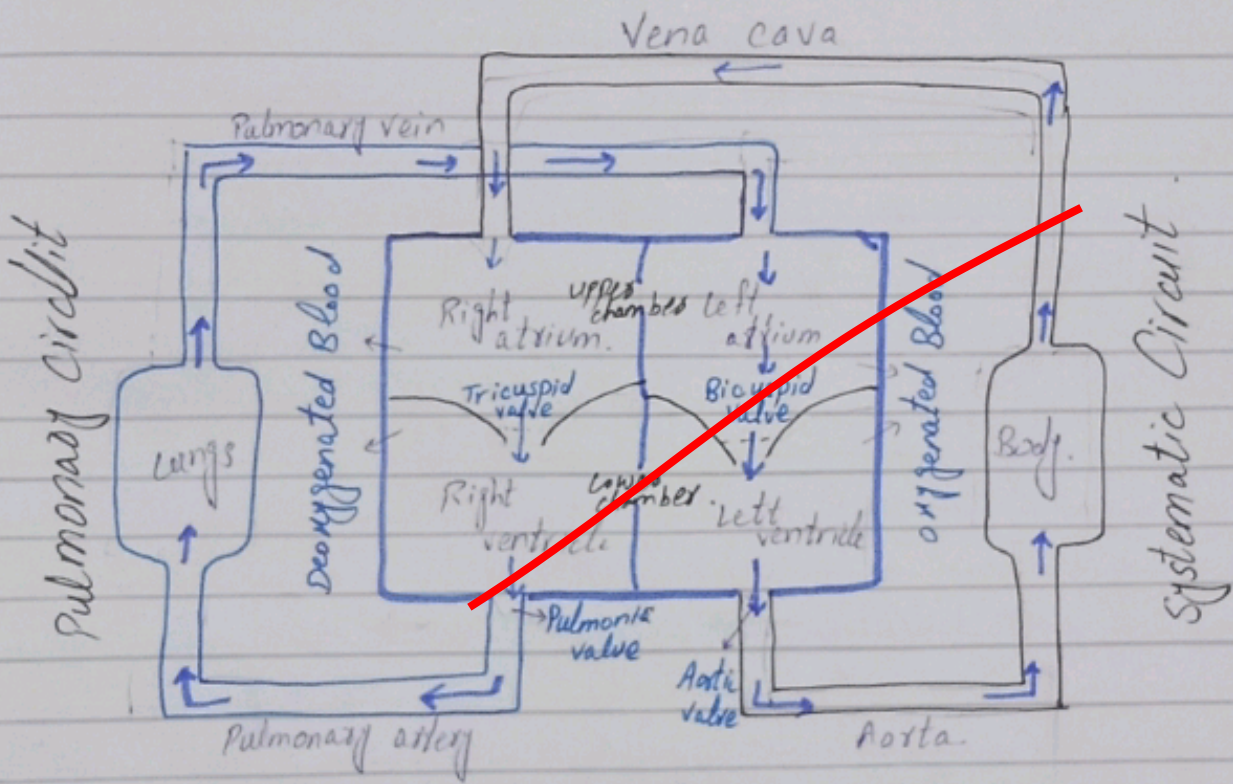 Vena cava
Pulmonary vein
Pulmonary Circuit
Deoxygenated Blood
Right
atrium.
Upper
chamber
Left
atrium
Oxygenated Blood
Systematic Circuit.
Tricuspid
valve
Bicuspid
valve
Lungs
Body.
Right
ventricle
Lower
chamber.
Left
ventricle
Pulmonic
valve
Aortic
valve
Pulmonary artery
Aorta.